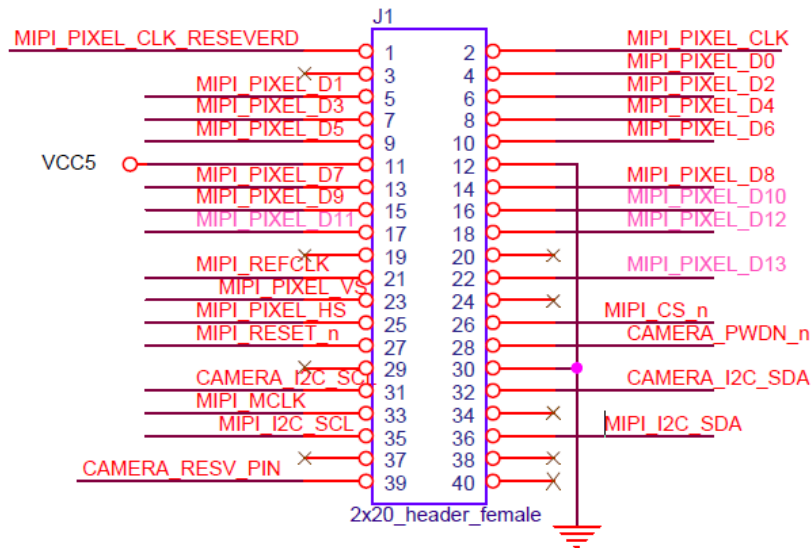 J1
MIPI_PIXEL_CLK_RESEVERD 1 2 MIPI_PIXEL_CLK
3 4 MIPI_PIXEL_D0
MIPI_PIXEL_D1 5 6 MIPI_PIXEL_D2
MIPI_PIXEL_D3 7 8 MIPI_PIXEL_D4
MIPI_PIXEL_D5 9 10 MIPI_PIXEL_D6
VCC5 11 12
MIPI_PIXEL_D7 13 14 MIPI_PIXEL_D8
MIPI_PIXEL_D9 15 16 MIPI_PIXEL_D10
MIPI_PIXEL_D11 17 18 MIPI_PIXEL_D12
19 20
MIPI_REFCLK 21 22 MIPI_PIXEL_D13
MIPI_PIXEL_VS 23 24
MIPI_PIXEL_HS 25 26 MIPI_CS_n
MIPI_RESET_n 27 28 CAMERA_PWDN_n
29 30
CAMERA_I2C_SCL 31 32 CAMERA_I2C_SDA
MIPI_MCLK 33 34
MIPI_I2C_SCL 35 36 MIPI_I2C_SDA
37 38
CAMERA_RESV_PIN 39 40
2x20_header_female